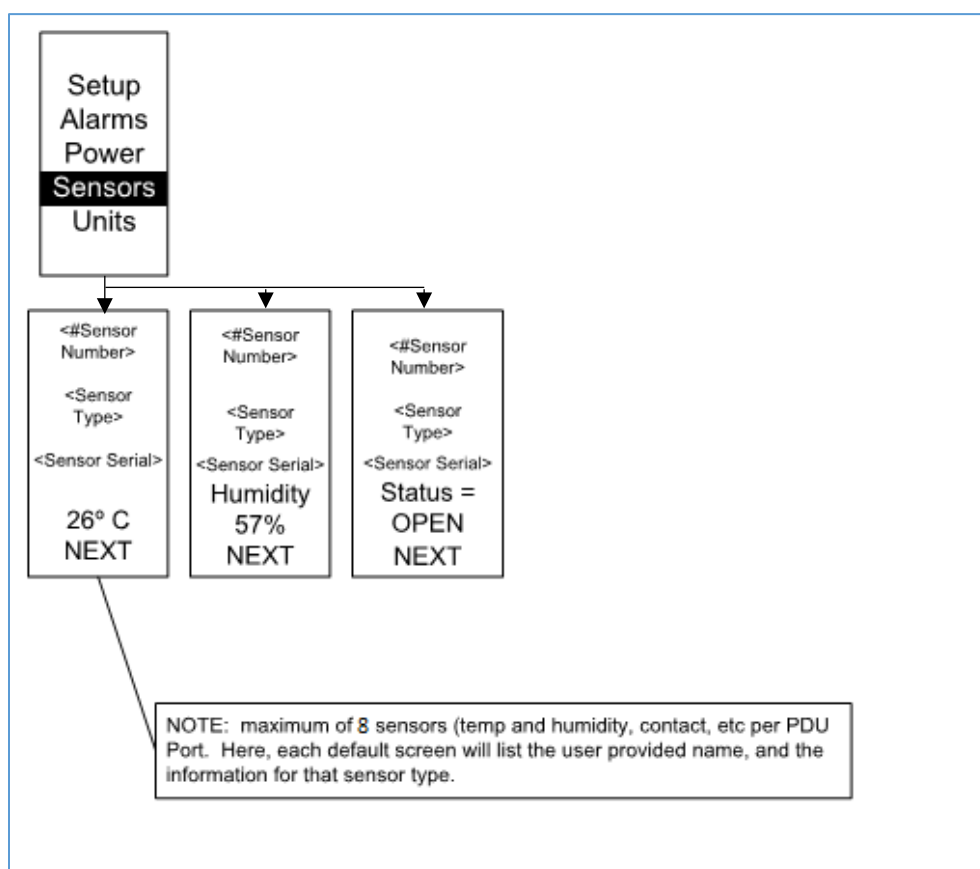 Setup
Alarms
Power
Sensors
Units
<#Sensor
Number>
<Sensor
Type>
<Sensor Serial>
26º C
NEXT
<#Sensor
Number>
<Sensor
Type>
<Sensor Serial>
Humidity
57%
NEXT
<#Sensor
Number>
<Sensor
Type>
<Sensor Serial>
Status =
OPEN
NEXT
NOTE:  maximum of 8 sensors (temp and humidity, contact, etc per PDU
Port.  Here, each default screen will list the user provided name, and the
information for that sensor type.